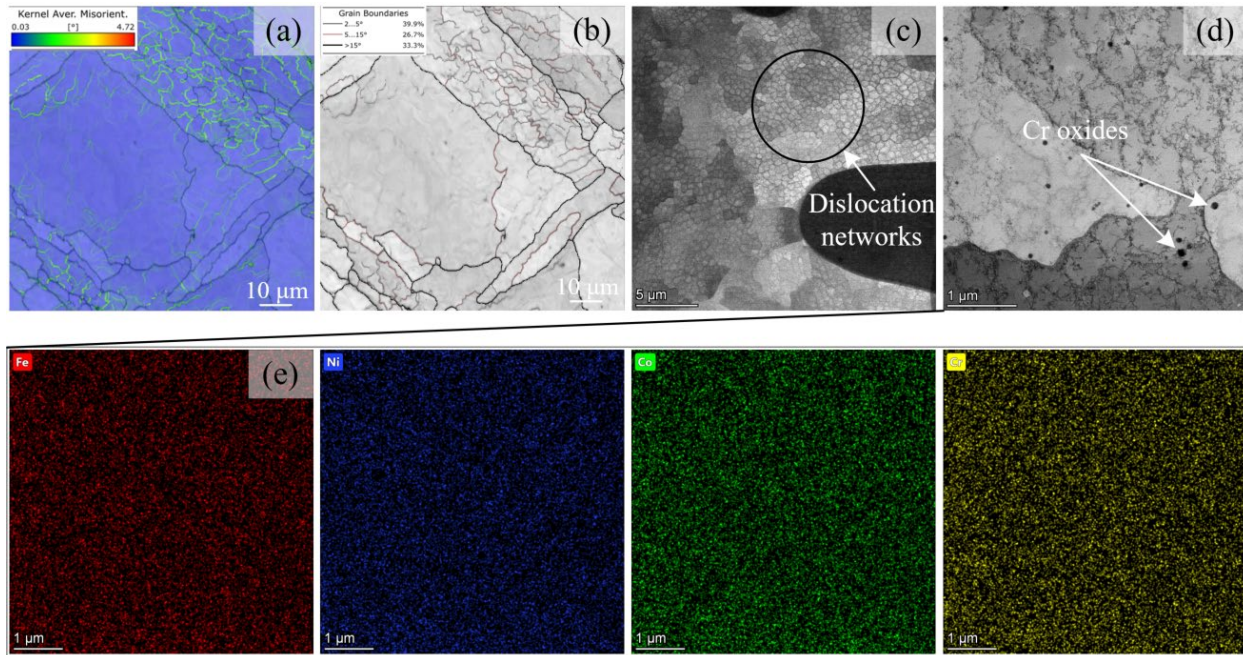 Kernel Aver. Misorient.
0.03 [°] 4.72
(a)
10 μm
Grain Boundaries
2...5° 39.9%
5...15° 26.7%
>15° 33.3%
(b)
10 μm
(c)
Dislocation
networks
5 μm
(d)
Cr oxides
1 μm
Fe
(e)
1 μm
Ni
1 μm
Co
1 μm
Cr
1 μm